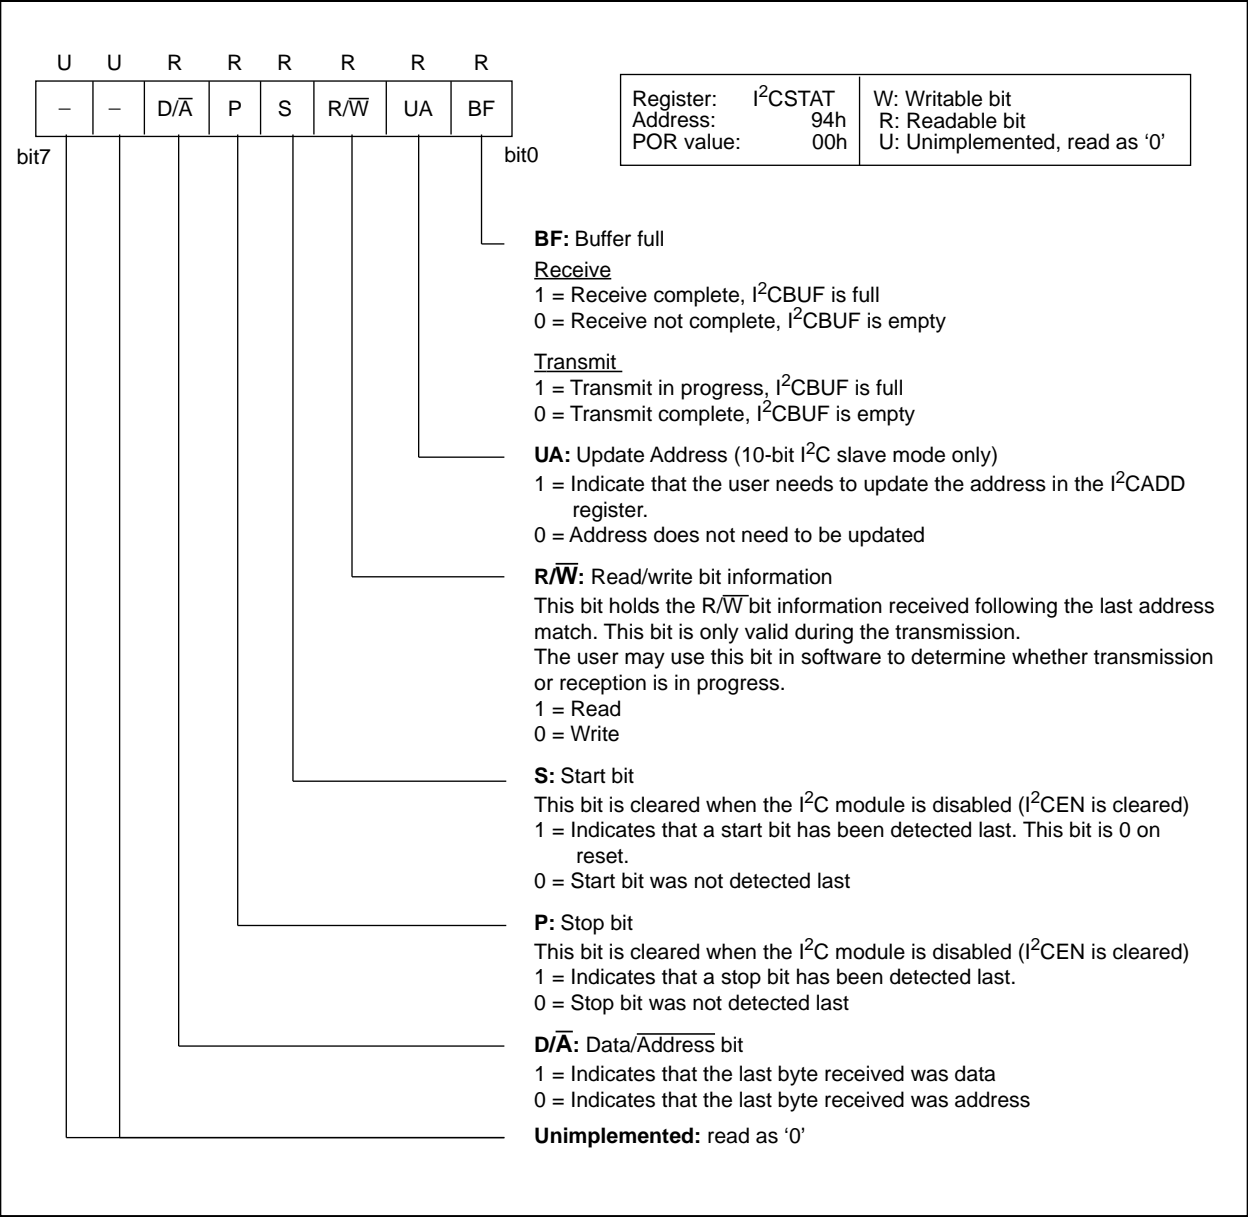 U U R R R R R R
– – D/A̅ P S R/W̅ UA BF
bit7 bit0
Register: I²CSTAT
Address: 94h
POR value: 00h
W: Writable bit
R: Readable bit
U: Unimplemented, read as ‘0’
BF: Buffer full
Receive
1 = Receive complete, I²CBUF is full
0 = Receive not complete, I²CBUF is empty
Transmit
1 = Transmit in progress, I²CBUF is full
0 = Transmit complete, I²CBUF is empty
UA: Update Address (10-bit I²C slave mode only)
1 = Indicate that the user needs to update the address in the I²CADD
register.
0 = Address does not need to be updated
R/W̅: Read/write bit information
This bit holds the R/W̅ bit information received following the last address
match. This bit is only valid during the transmission.
The user may use this bit in software to determine whether transmission
or reception is in progress.
1 = Read
0 = Write
S: Start bit
This bit is cleared when the I²C module is disabled (I²CEN is cleared)
1 = Indicates that a start bit has been detected last. This bit is 0 on
reset.
0 = Start bit was not detected last
P: Stop bit
This bit is cleared when the I²C module is disabled (I²CEN is cleared)
1 = Indicates that a stop bit has been detected last.
0 = Stop bit was not detected last
D/A̅: Data/A̅d̅d̅r̅e̅s̅s̅ bit
1 = Indicates that the last byte received was data
0 = Indicates that the last byte received was address
Unimplemented: read as ‘0’